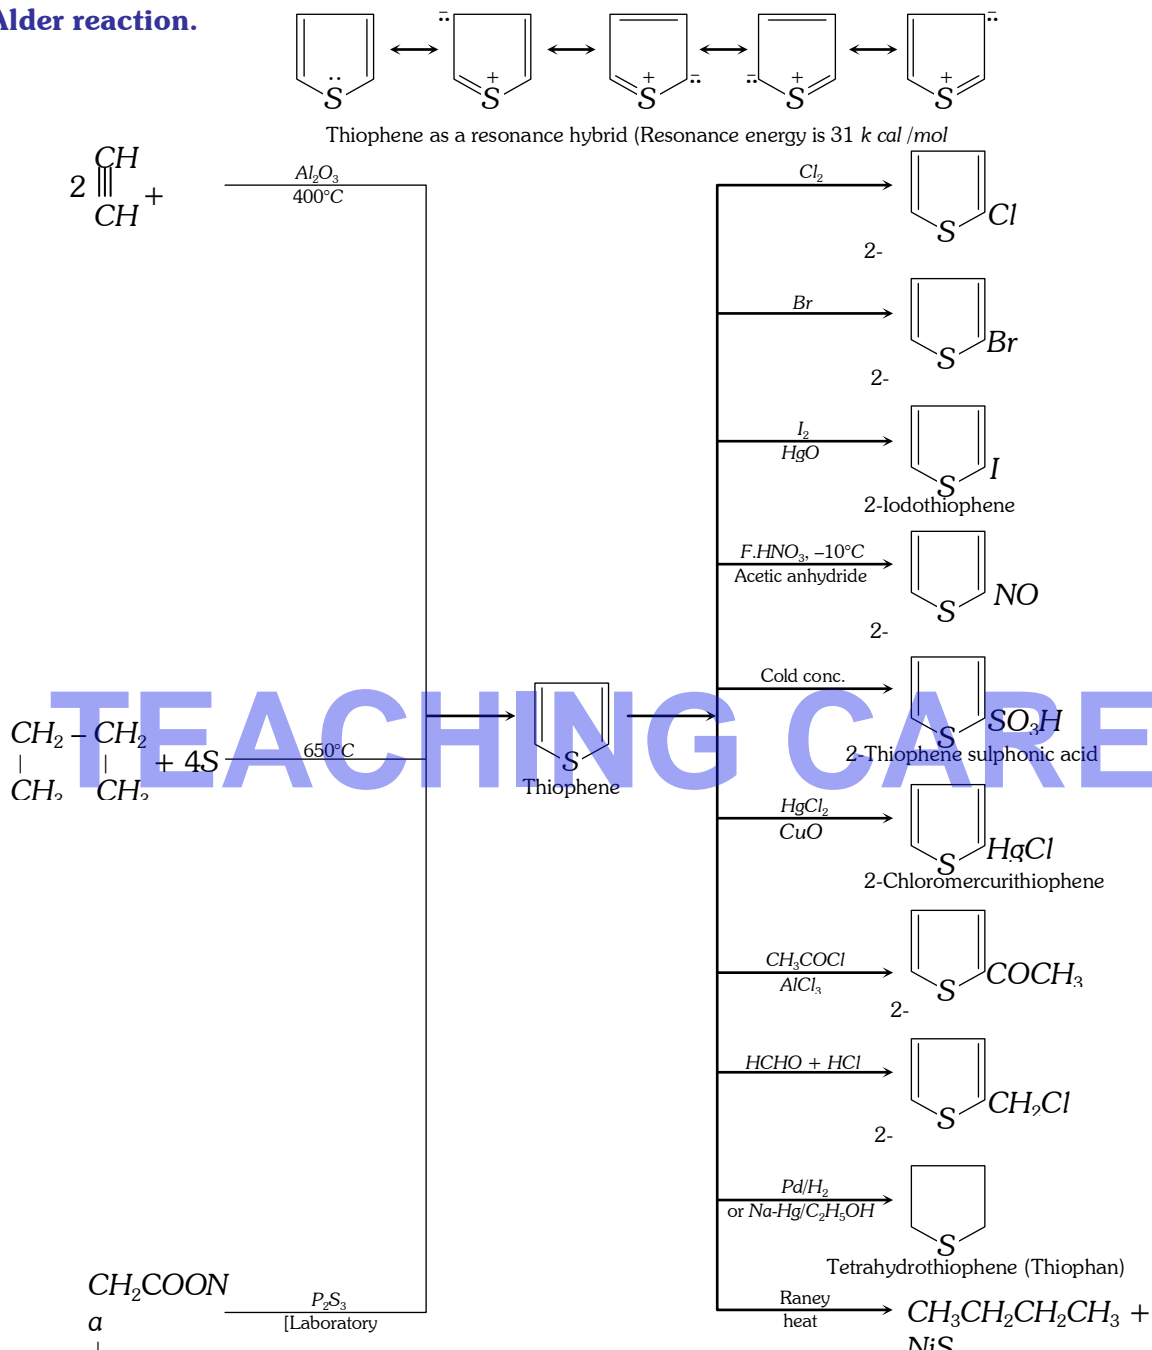 Alder reaction.
S S S S S
Thiophene as a resonance hybrid (Resonance energy is 31 k cal /mol
2 CH
CH +
Al2O3
400°C
Cl2
S Cl
2-
Br
S Br
2-
I2
HgO
S I
2-Iodothiophene
F.HNO3, –10°C
Acetic anhydride
S NO
2-
Cold conc.
S SO3H
2-Thiophene sulphonic acid
TEACHING CARE
CH2 – CH2
| |
CH3 CH3
+ 4S
650°C
S
Thiophene
HgCl2
CuO
S HgCl
2-Chloromercurithiophene
CH3COCl
AlCl3
S COCH3
2-
HCHO + HCl
S CH2Cl
2-
Pd/H2
or Na-Hg/C2H5OH
S
Tetrahydrothiophene (Thiophan)
CH2COON
a
P2S3
[Laboratory
Raney
heat
CH3CH2CH2CH3 +
NiS